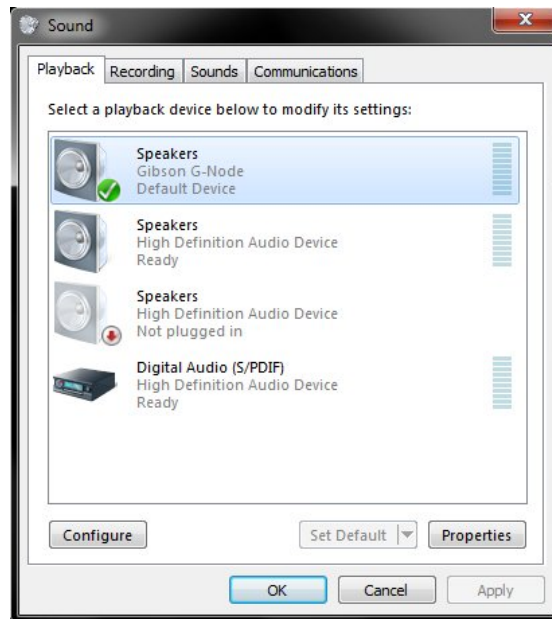 Sound
Playback Recording Sounds Communications
Select a playback device below to modify its settings:
Speakers
Gibson G-Node
Default Device
Speakers
High Definition Audio Device
Ready
Speakers
High Definition Audio Device
Not plugged in
Digital Audio (S/PDIF)
High Definition Audio Device
Ready
Configure Set Default Properties
OK Cancel Apply